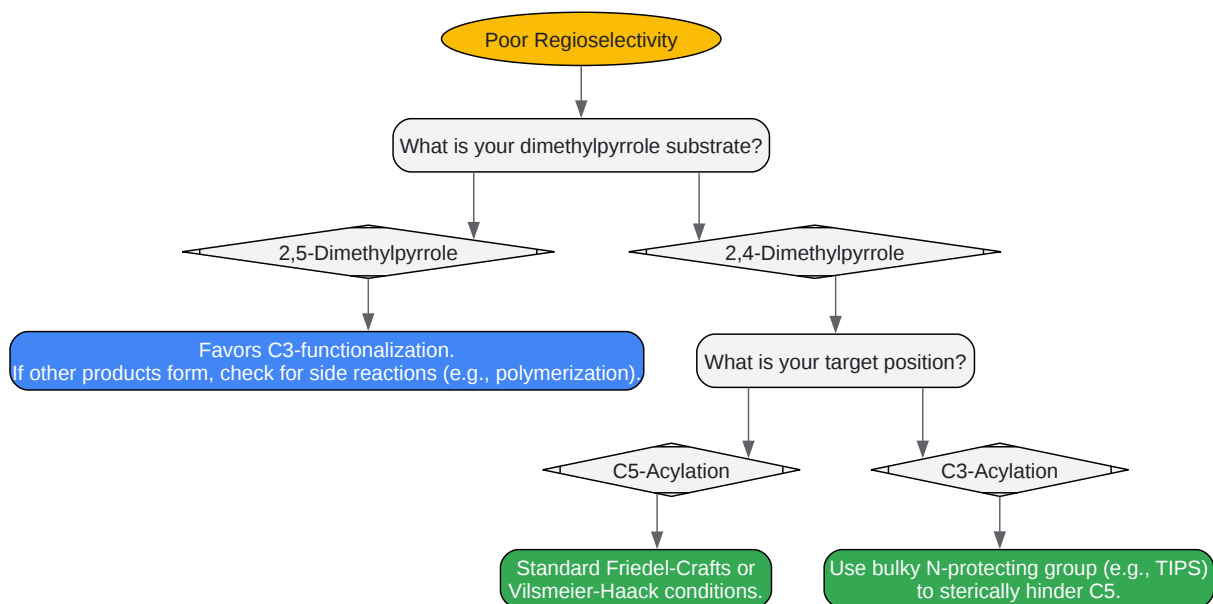 Poor Regioselectivity
What is your dimethylpyrrole substrate?
2,5-Dimethylpyrrole
2,4-Dimethylpyrrole
Favors C3-functionalization.
If other products form, check for side reactions (e.g., polymerization).
What is your target position?
C5-Acylation
C3-Acylation
Standard Friedel-Crafts or
Vilsmeier-Haack conditions.
Use bulky N-protecting group (e.g., TIPS)
to sterically hinder C5.